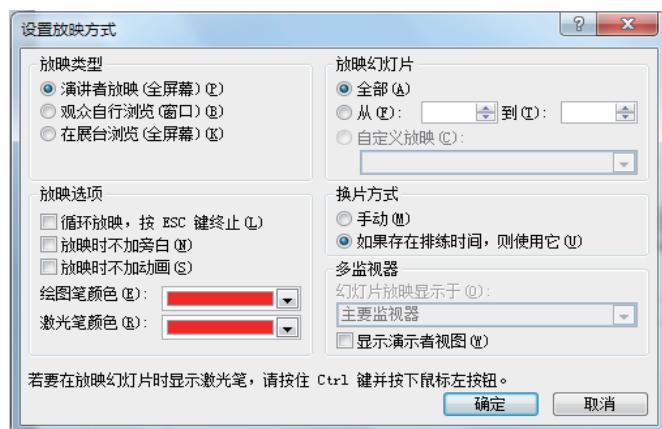 设置放映方式
放映类型
演讲者放映(全屏幕)(P)
观众自行浏览(窗口)(B)
在展台浏览(全屏幕)(K)
放映幻灯片
全部(A)
从(F): 到(T):
自定义放映(C):
放映选项
循环放映，按 ESC 键终止(L)
放映时不加旁白(N)
放映时不加动画(S)
绘图笔颜色(E):
激光笔颜色(R):
换片方式
手动(M)
如果存在排练时间，则使用它(U)
多监视器
幻灯片放映显示于(O):
主要监视器
显示演示者视图(W)
若要在放映幻灯片时显示激光笔，请按住 Ctrl 键并按下鼠标左按钮。
确定 取消